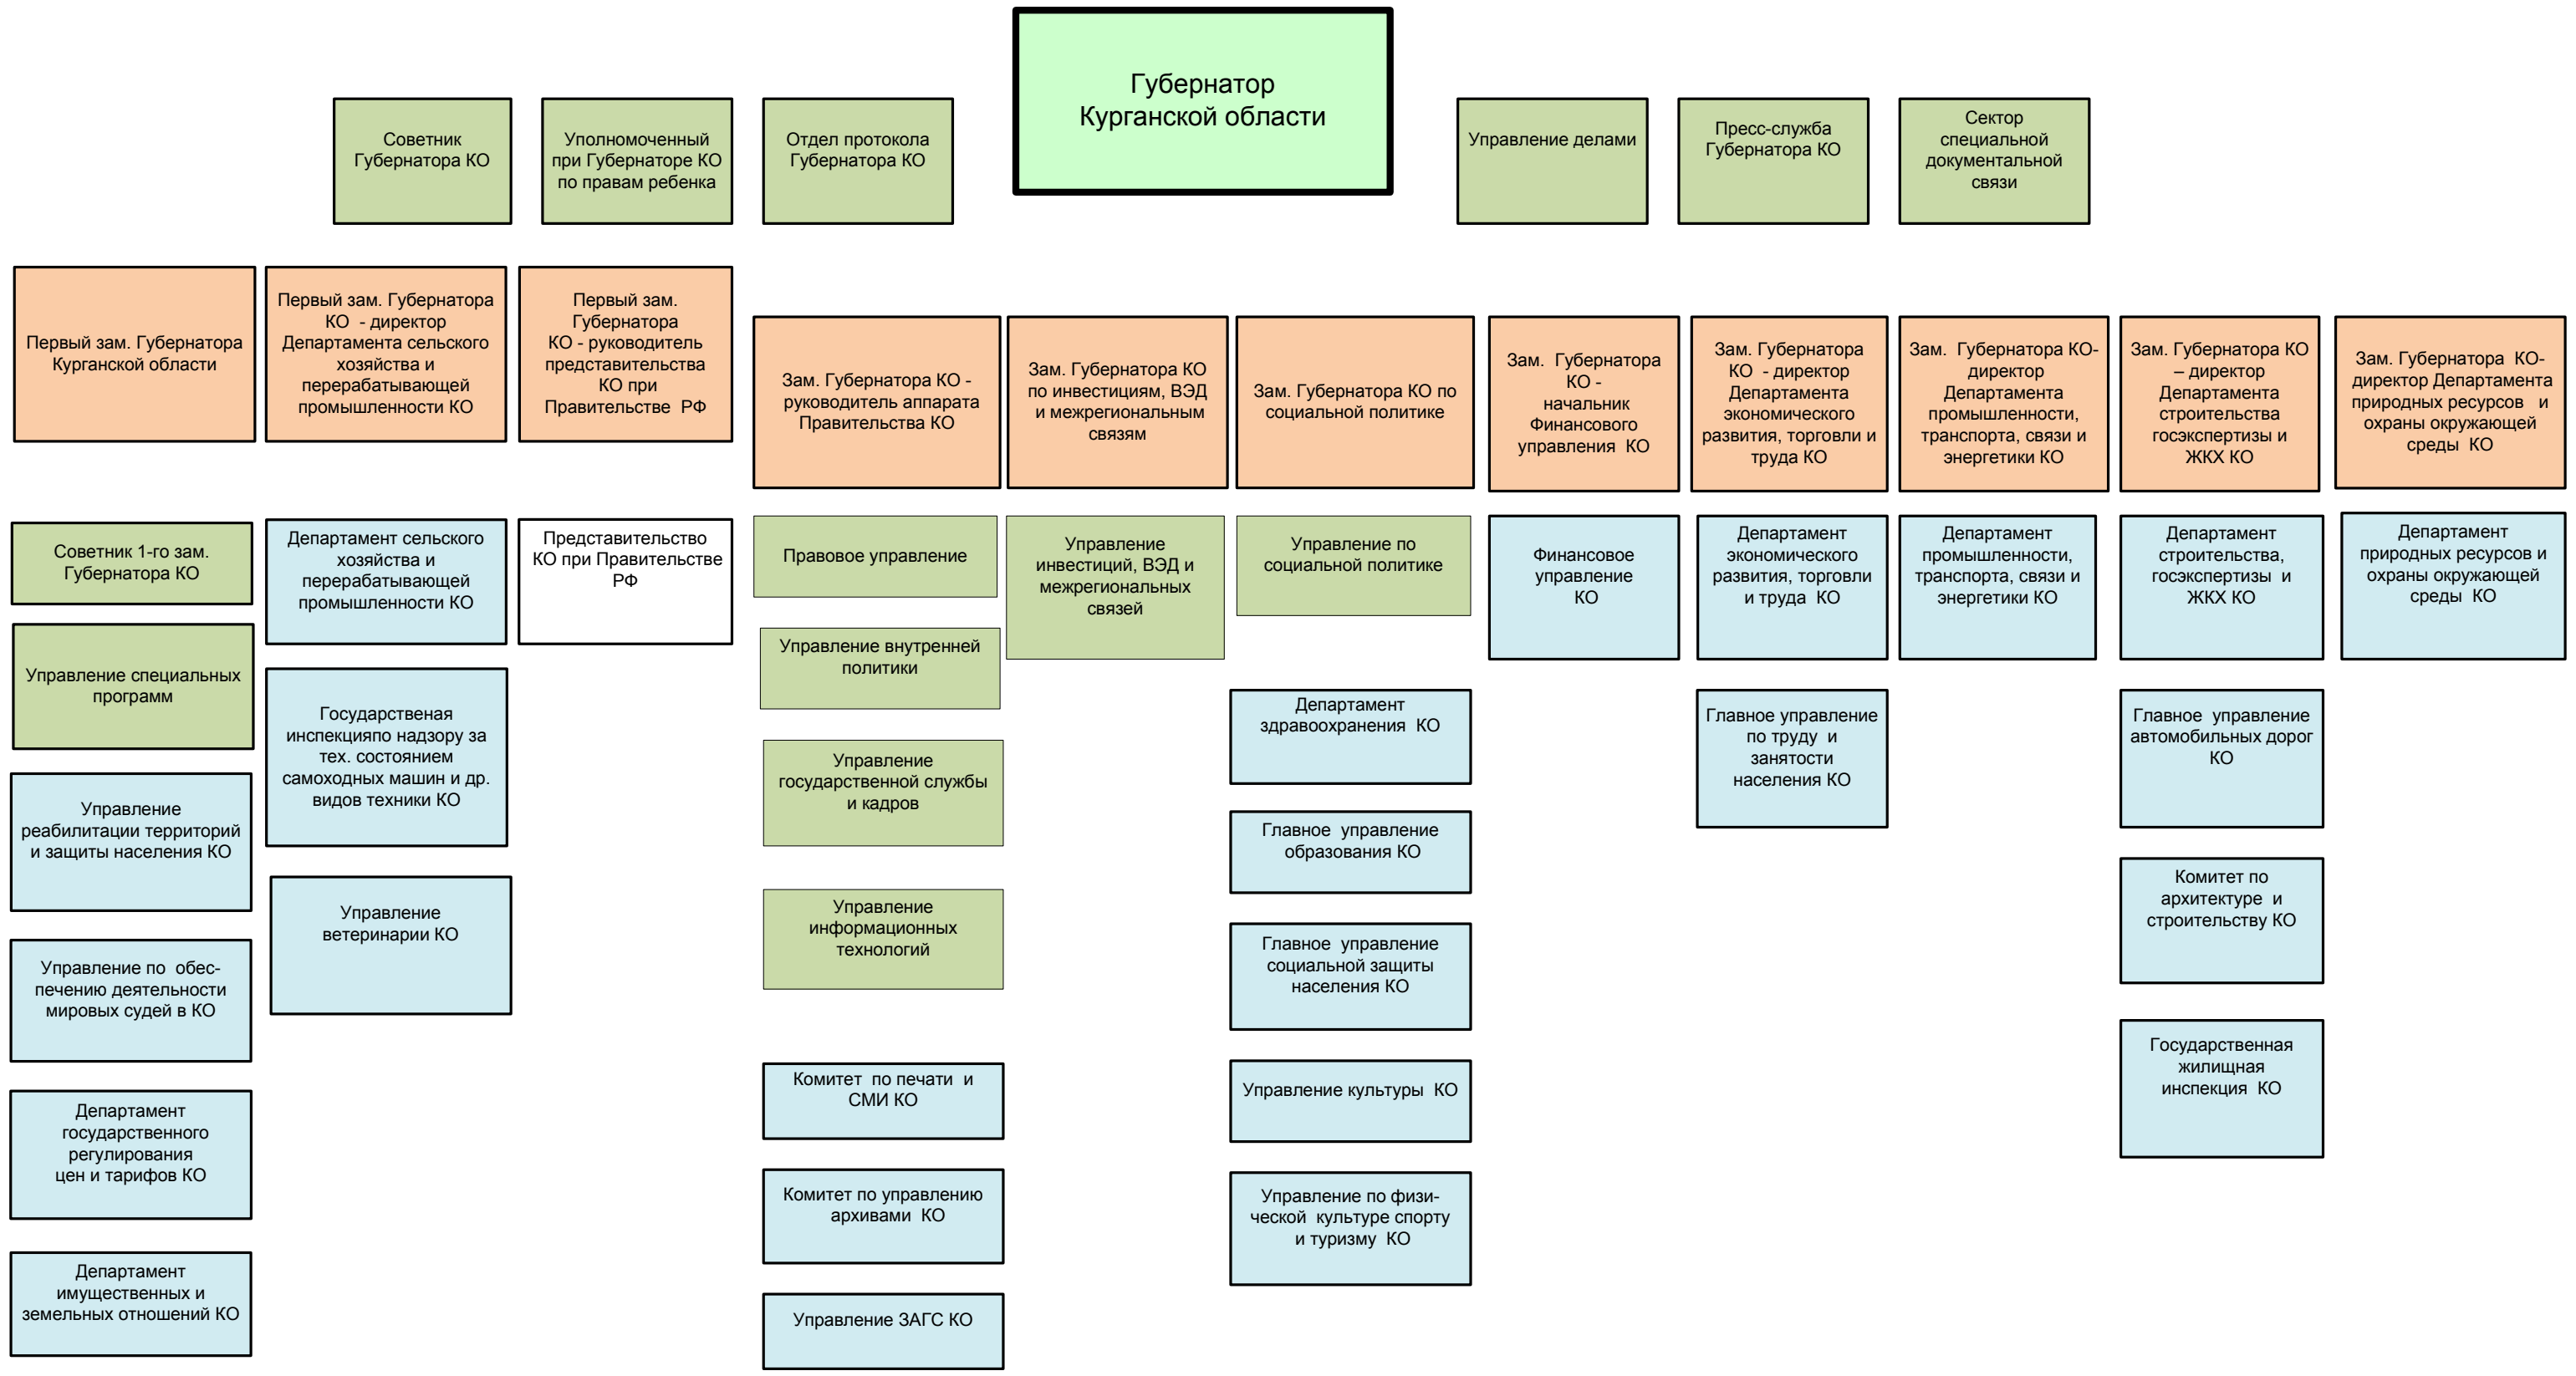 Губернатор
Курганской области
Советник
Губернатора КО
Уполномоченный
при Губернаторе КО
по правам ребенка
Отдел протокола
Губернатора КО
Управление делами
Пресс-служба
Губернатора КО
Сектор
специальной
документальной
связи
Первый зам. Губернатора
Курганской области
Первый зам. Губернатора
КО - директор
Департамента сельского
хозяйства и
перерабатывающей
промышленности КО
Первый зам.
Губернатора
КО - руководитель
представительства
КО при
Правительстве РФ
Зам. Губернатора КО -
руководитель аппарата
Правительства КО
Зам. Губернатора КО
по инвестициям, ВЭД
и межрегиональным
связям
Зам. Губернатора КО по
социальной политике
Зам. Губернатора
КО -
начальник
Финансового
управления КО
Зам. Губернатора
КО - директор
Департамента
экономического
развития, торговли и
труда КО
Зам. Губернатора КО-
директор
Департамента
промышленности,
транспорта, связи и
энергетики КО
Зам. Губернатора КО
– директор
Департамента
строительства
госэкспертизы и
ЖКХ КО
Зам. Губернатора КО-
директор Департамента
природных ресурсов и
охраны окружающей
среды КО
Советник 1-го зам.
Губернатора КО
Управление специальных
программ
Управление
реабилитации территорий
и защиты населения КО
Управление по обес-
печению деятельности
мировых судей в КО
Департамент
государственного
регулирования
цен и тарифов КО
Департамент
имущественных и
земельных отношений КО
Департамент сельского
хозяйства и
перерабатывающей
промышленности КО
Государственая
инспекцияпо надзору за
тех. состоянием
самоходных машин и др.
видов техники КО
Управление
ветеринарии КО
Представительство
КО при Правительстве
РФ
Правовое управление
Управление внутренней
политики
Управление
государственной службы
и кадров
Управление
информационных
технологий
Комитет по печати и
СМИ КО
Комитет по управлению
архивами КО
Управление ЗАГС КО
Управление
инвестиций, ВЭД и
межрегиональных
связей
Управление по
социальной политике
Департамент
здравоохранения КО
Главное управление
образования КО
Главное управление
социальной защиты
населения КО
Управление культуры КО
Управление по физи-
ческой культуре спорту
и туризму КО
Финансовое
управление
КО
Департамент
экономического
развития, торговли
и труда КО
Главное управление
по труду и
занятости
населения КО
Департамент
промышленности,
транспорта, связи и
энергетики КО
Департамент
строительства,
госэкспертизы и
ЖКХ КО
Главное управление
автомобильных дорог
КО
Комитет по
архитектуре и
строительству КО
Государственная
жилищная
инспекция КО
Департамент
природных ресурсов и
охраны окружающей
среды КО